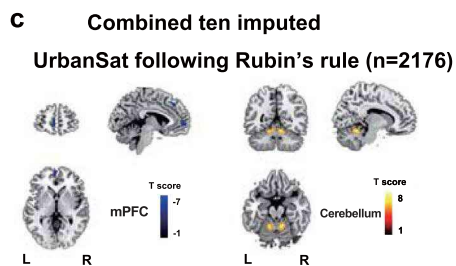 c Combined ten imputed
UrbanSat following Rubin's rule (n=2176)
T score
-7
mPFC
-1
L R
T score
8
Cerebellum
1
L R